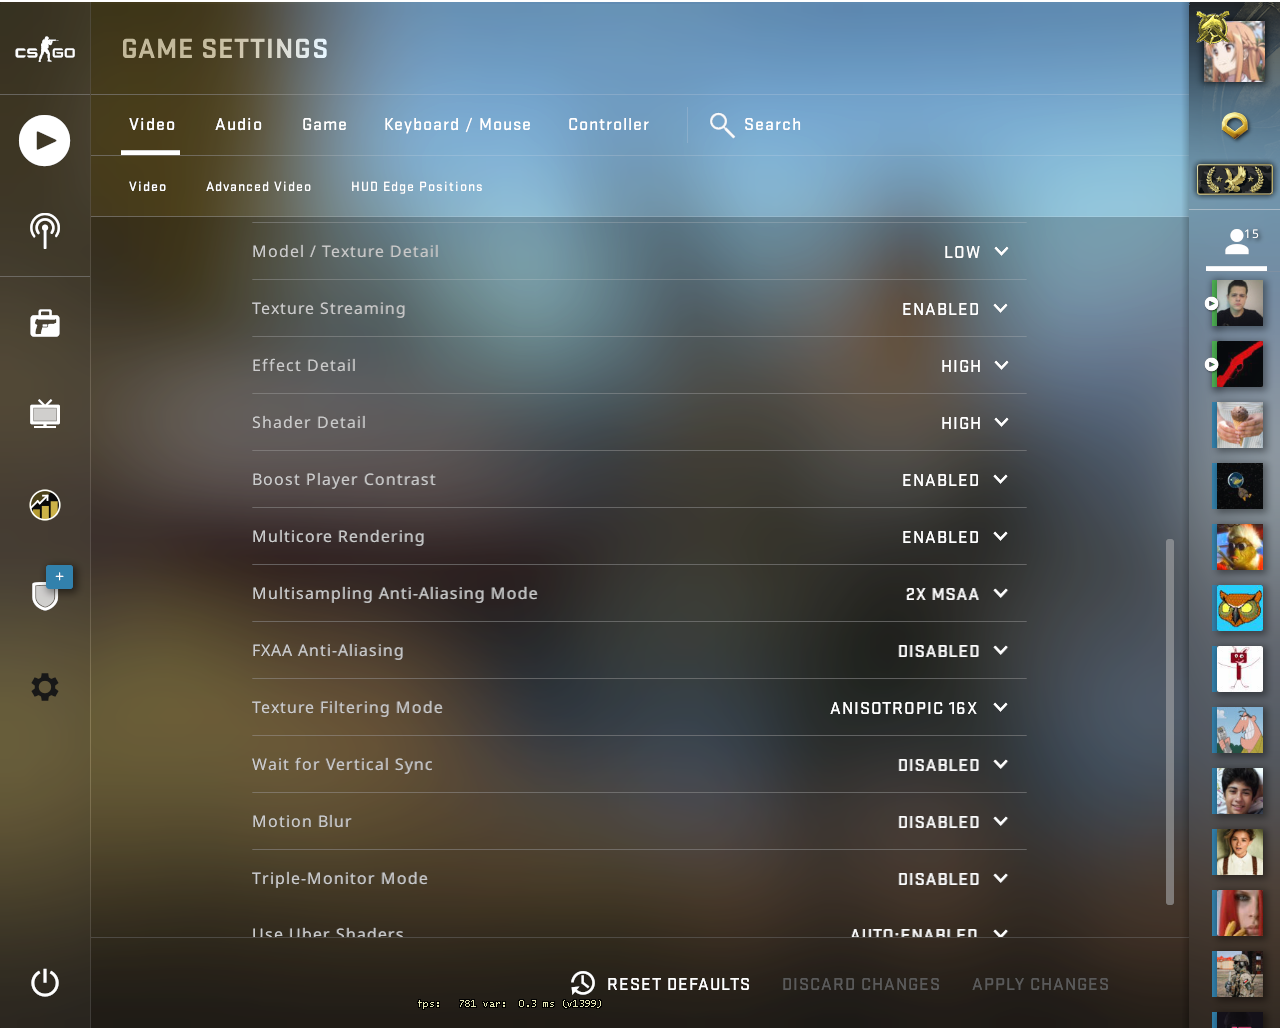 CS GO
GAME SETTINGS
Video Audio Game Keyboard / Mouse Controller Search
Video Advanced Video HUD Edge Positions
15
Model / Texture Detail LOW
Texture Streaming ENABLED
Effect Detail HIGH
Shader Detail HIGH
Boost Player Contrast ENABLED
Multicore Rendering ENABLED
Multisampling Anti-Aliasing Mode 2X MSAA
FXAA Anti-Aliasing DISABLED
Texture Filtering Mode ANISOTROPIC 16X
+
Wait for Vertical Sync DISABLED
Motion Blur DISABLED
Triple-Monitor Mode DISABLED
Use Uber Shaders AUTO:ENABLED
RESET DEFAULTS DISCARD CHANGES APPLY CHANGES
fps: 781 var: 0.3 ms (v1399)